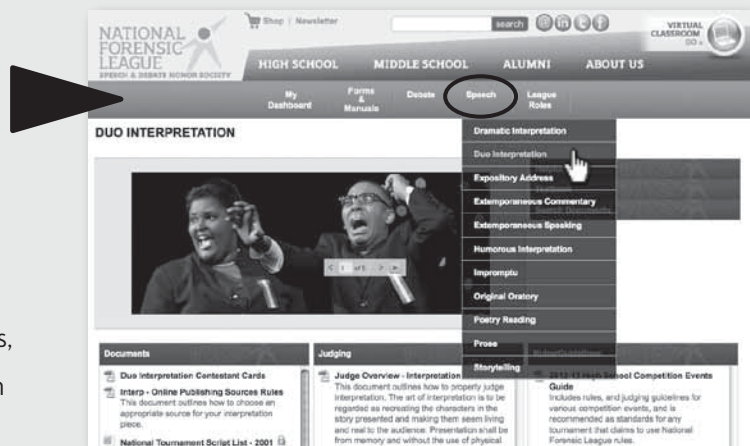 NATIONAL
FORENSIC
LEAGUE
SPEECH & DEBATE HONOR SOCIETY
Shop | Newsletter
search
VIRTUAL
CLASSROOM
GO »
HIGH SCHOOL MIDDLE SCHOOL ALUMNI ABOUT US
My
Dashboard
Forms
&
Manuals
Debate
Speech
League
Roles
DUO INTERPRETATION
Dramatic Interpretation
Duo Interpretation
Expository Address
Extemporaneous Commentary
Extemporaneous Speaking
Humorous Interpretation
Impromptu
Original Oratory
Poetry Reading
Prose
Storytelling
< 1 of 5 >
s,
n
Documents
Duo Interpretation Contestant Cards
Interp - Online Publishing Sources Rules
This document outlines how to choose an
appropriate source for your interpretation
piece.
National Tournament Script List - 2001
Judging
Judge Overview - Interpretation
This document outlines how to properly judge
interpretation. The art of interpretation is to be
regarded as recreating the characters in the
story presented and making them seem living
and real to the audience. Presentation shall be
from memory and without the use of physical
2012-13 High School Competition Events
Guide
Includes rules, and judging guidelines for
various competition events, and is
recommended as standards for any
tournament that claims to use National
Forensic League rules.